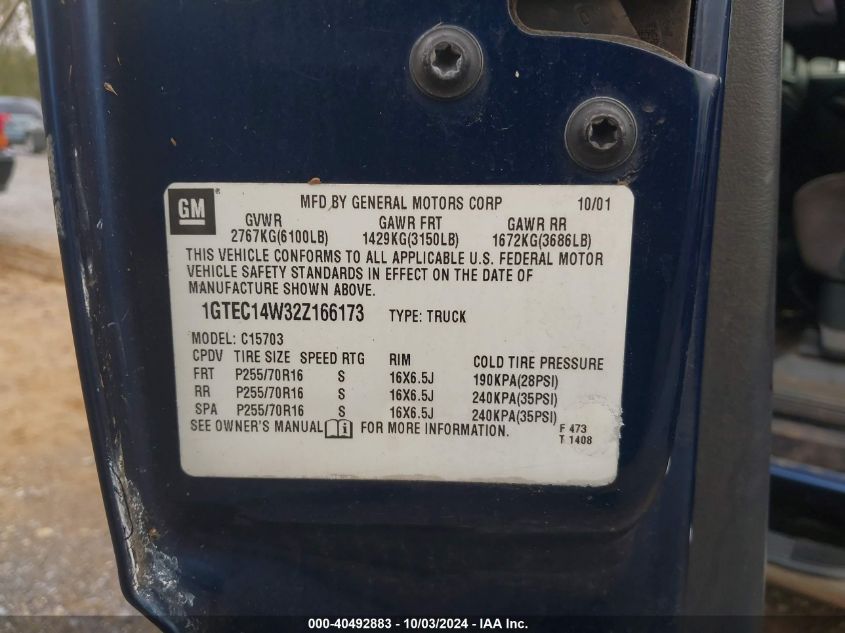 GM MFD BY GENERAL MOTORS CORP 10/01
GVWR GAWR FRT GAWR RR
2767KG(6100LB) 1429KG(3150LB) 1672KG(3686LB)
THIS VEHICLE CONFORMS TO ALL APPLICABLE U.S. FEDERAL MOTOR
VEHICLE SAFETY STANDARDS IN EFFECT ON THE DATE OF
MANUFACTURE SHOWN ABOVE.
1GTEC14W32Z166173 TYPE: TRUCK
MODEL: C15703
CPDV TIRE SIZE SPEED RTG RIM COLD TIRE PRESSURE
FRT P255/70R16 S 16X6.5J 190KPA(28PSI)
RR P255/70R16 S 16X6.5J 240KPA(35PSI)
SPA P255/70R16 S 16X6.5J 240KPA(35PSI)
SEE OWNER'S MANUAL i FOR MORE INFORMATION.
F 473
T 1408
000-40492883 - 10/03/2024 - IAA Inc.